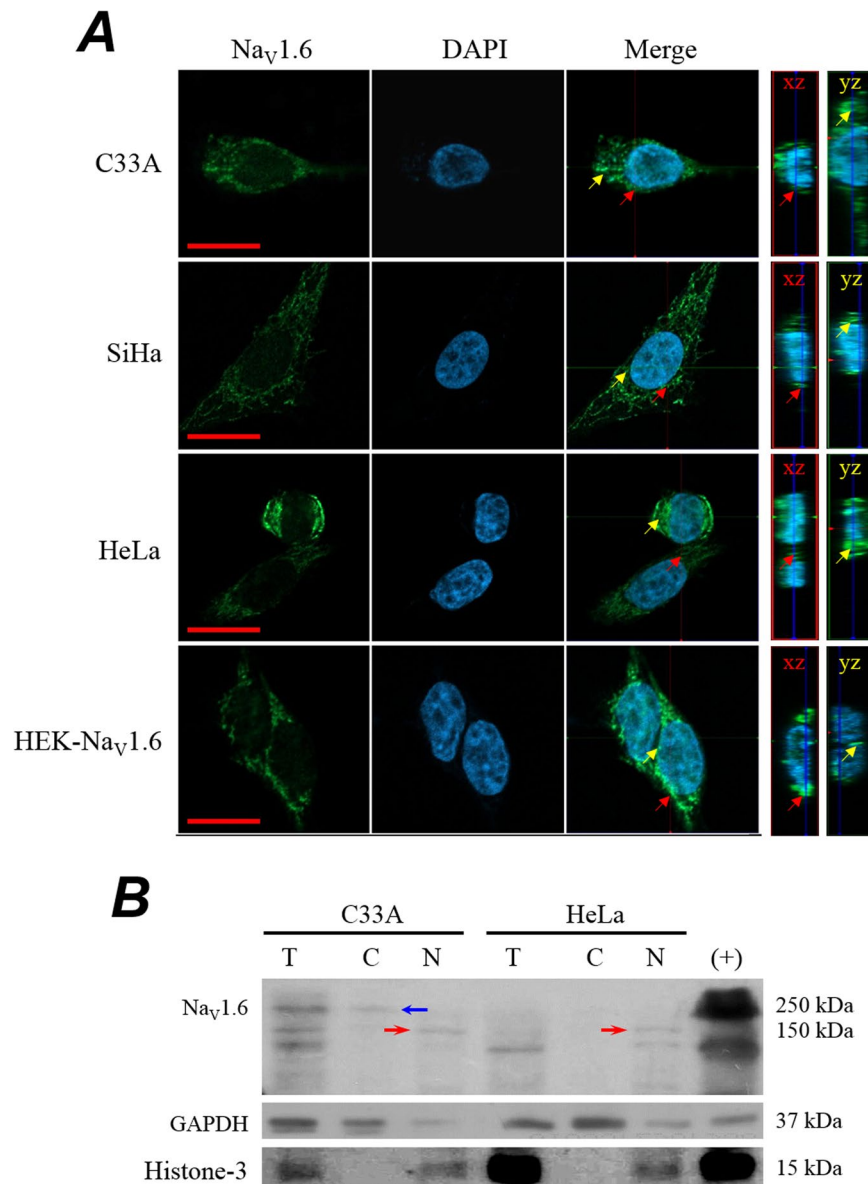 A
Nav1.6 DAPI Merge
C33A xz yz
SiHa xz yz
HeLa xz yz
HEK-Nav1.6 xz yz
B
C33A HeLa
T C N T C N (+)
Nav1.6 250 kDa
150 kDa
GAPDH 37 kDa
Histone-3 15 kDa